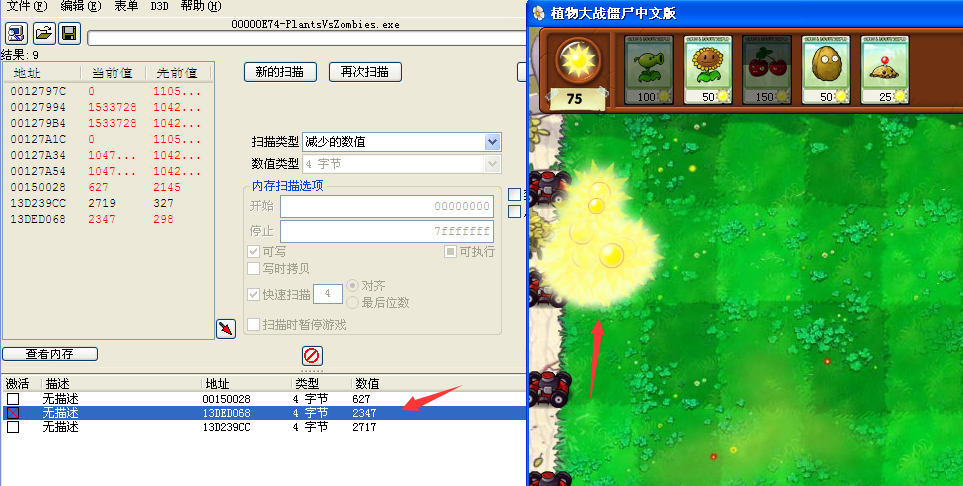 文件(F) 编辑(E) 表单 D3D 帮助(H)
00000E74-PlantsVsZombies.exe
结果: 9
地址 当前值 先前值
0012797C 0 1105...
00127994 1533728 1042...
001279B4 1533728 1042...
00127A1C 0 1105...
00127A34 1047... 1042...
00127A54 1047... 1042...
00150028 627 2145
13D239CC 2719 327
13DED068 2347 298
新的扫描 再次扫描
扫描类型 减少的数值
数值类型 4 字节
内存扫描选项
开始 00000000
停止 7fffffff
可写 可执行
写时拷贝
快速扫描 4 对齐
最后位数
扫描时暂停游戏
查看内存
激活 描述 地址 类型 数值
无描述 00150028 4 字节 627
无描述 13DED068 4 字节 2347
无描述 13D239CC 4 字节 2717
植物大战僵尸中文版
75
100
50
150
50
25